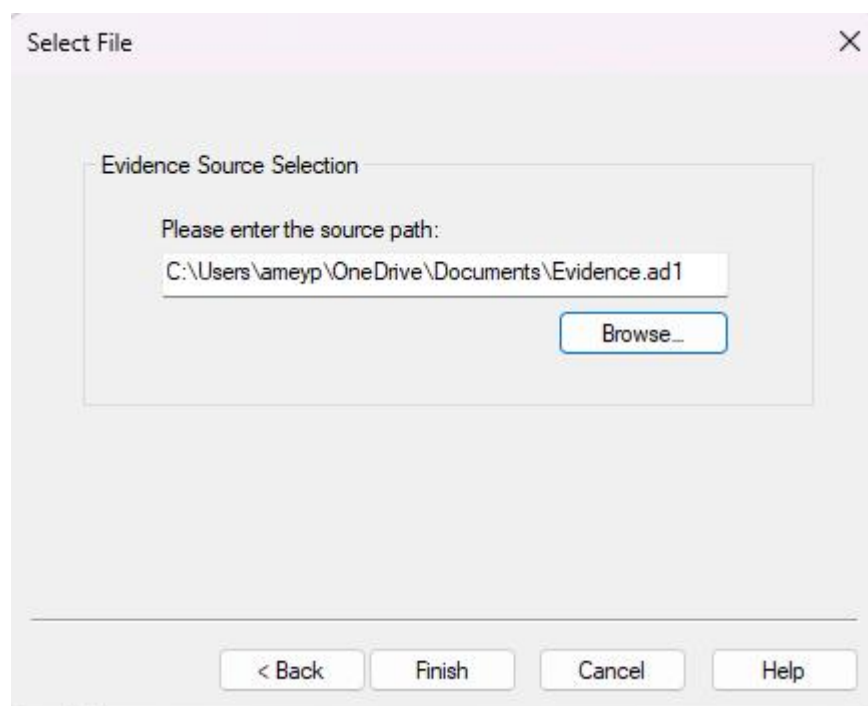 Select File
Evidence Source Selection
Please enter the source path:
C:\Users\ameyp\OneDrive\Documents\Evidence.ad1
Browse...
< Back Finish Cancel Help